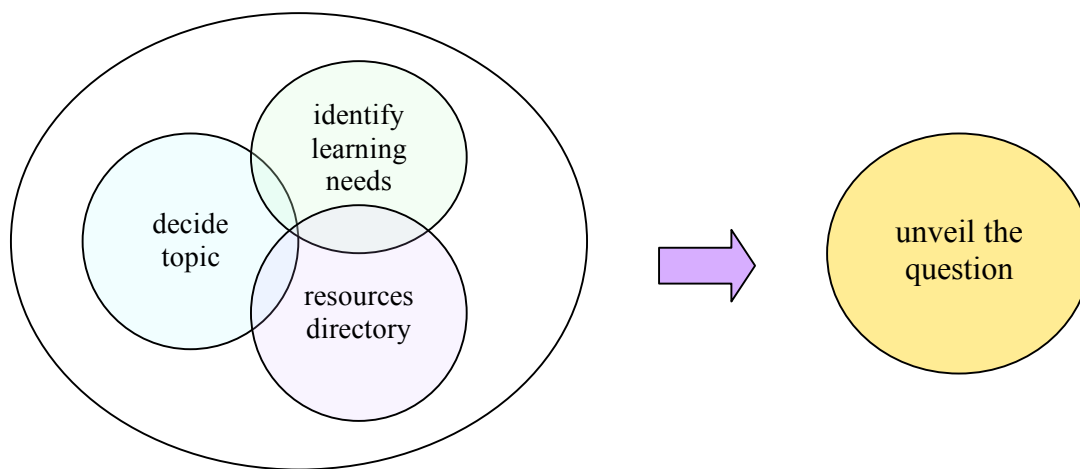 identify
learning
needs
decide
topic
resources
directory
unveil the
question